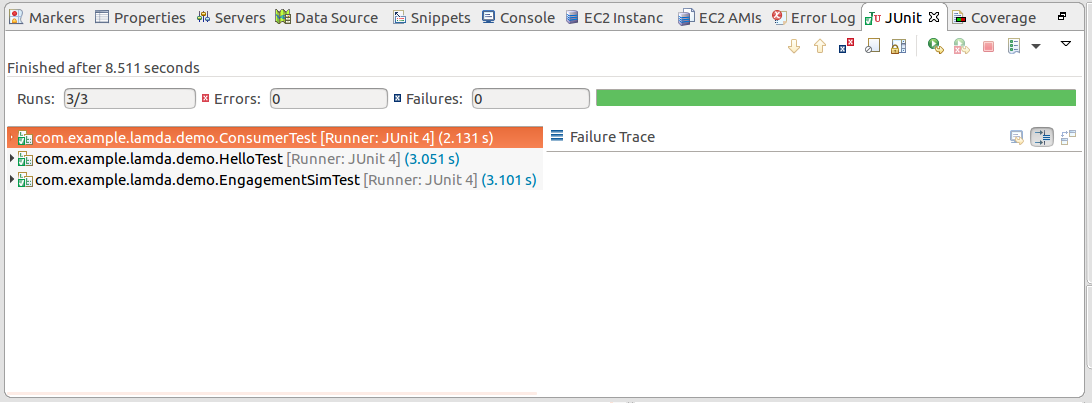 Markers Properties Servers Data Source Snippets Console EC2 Instanc EC2 AMIs Error Log JUnit Coverage
Finished after 8.511 seconds
Runs: 3/3 Errors: 0 Failures: 0
com.example.lamda.demo.ConsumerTest [Runner: JUnit 4] (2.131 s) Failure Trace
com.example.lamda.demo.HelloTest [Runner: JUnit 4] (3.051 s)
com.example.lamda.demo.EngagementSimTest [Runner: JUnit 4] (3.101 s)